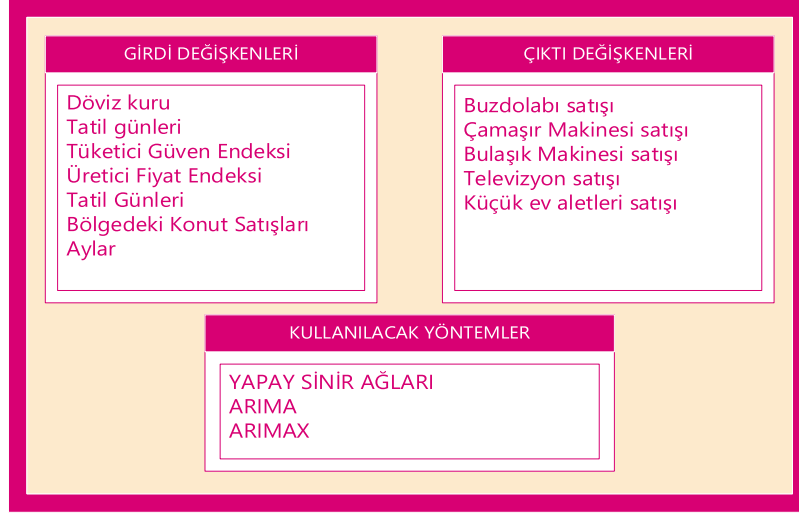 GİRDİ DEĞİŞKENLERİ
Döviz kuru
Tatil günleri
Tüketici Güven Endeksi
Üretici Fiyat Endeksi
Tatil Günleri
Bölgedeki Konut Satışları
Aylar
ÇIKTI DEĞİŞKENLERİ
Buzdolabı satışı
Çamaşır Makinesi satışı
Bulaşık Makinesi satışı
Televizyon satışı
Küçük ev aletleri satışı
KULLANILACAK YÖNTEMLER
YAPAY SİNİR AĞLARI
ARIMA
ARIMAX